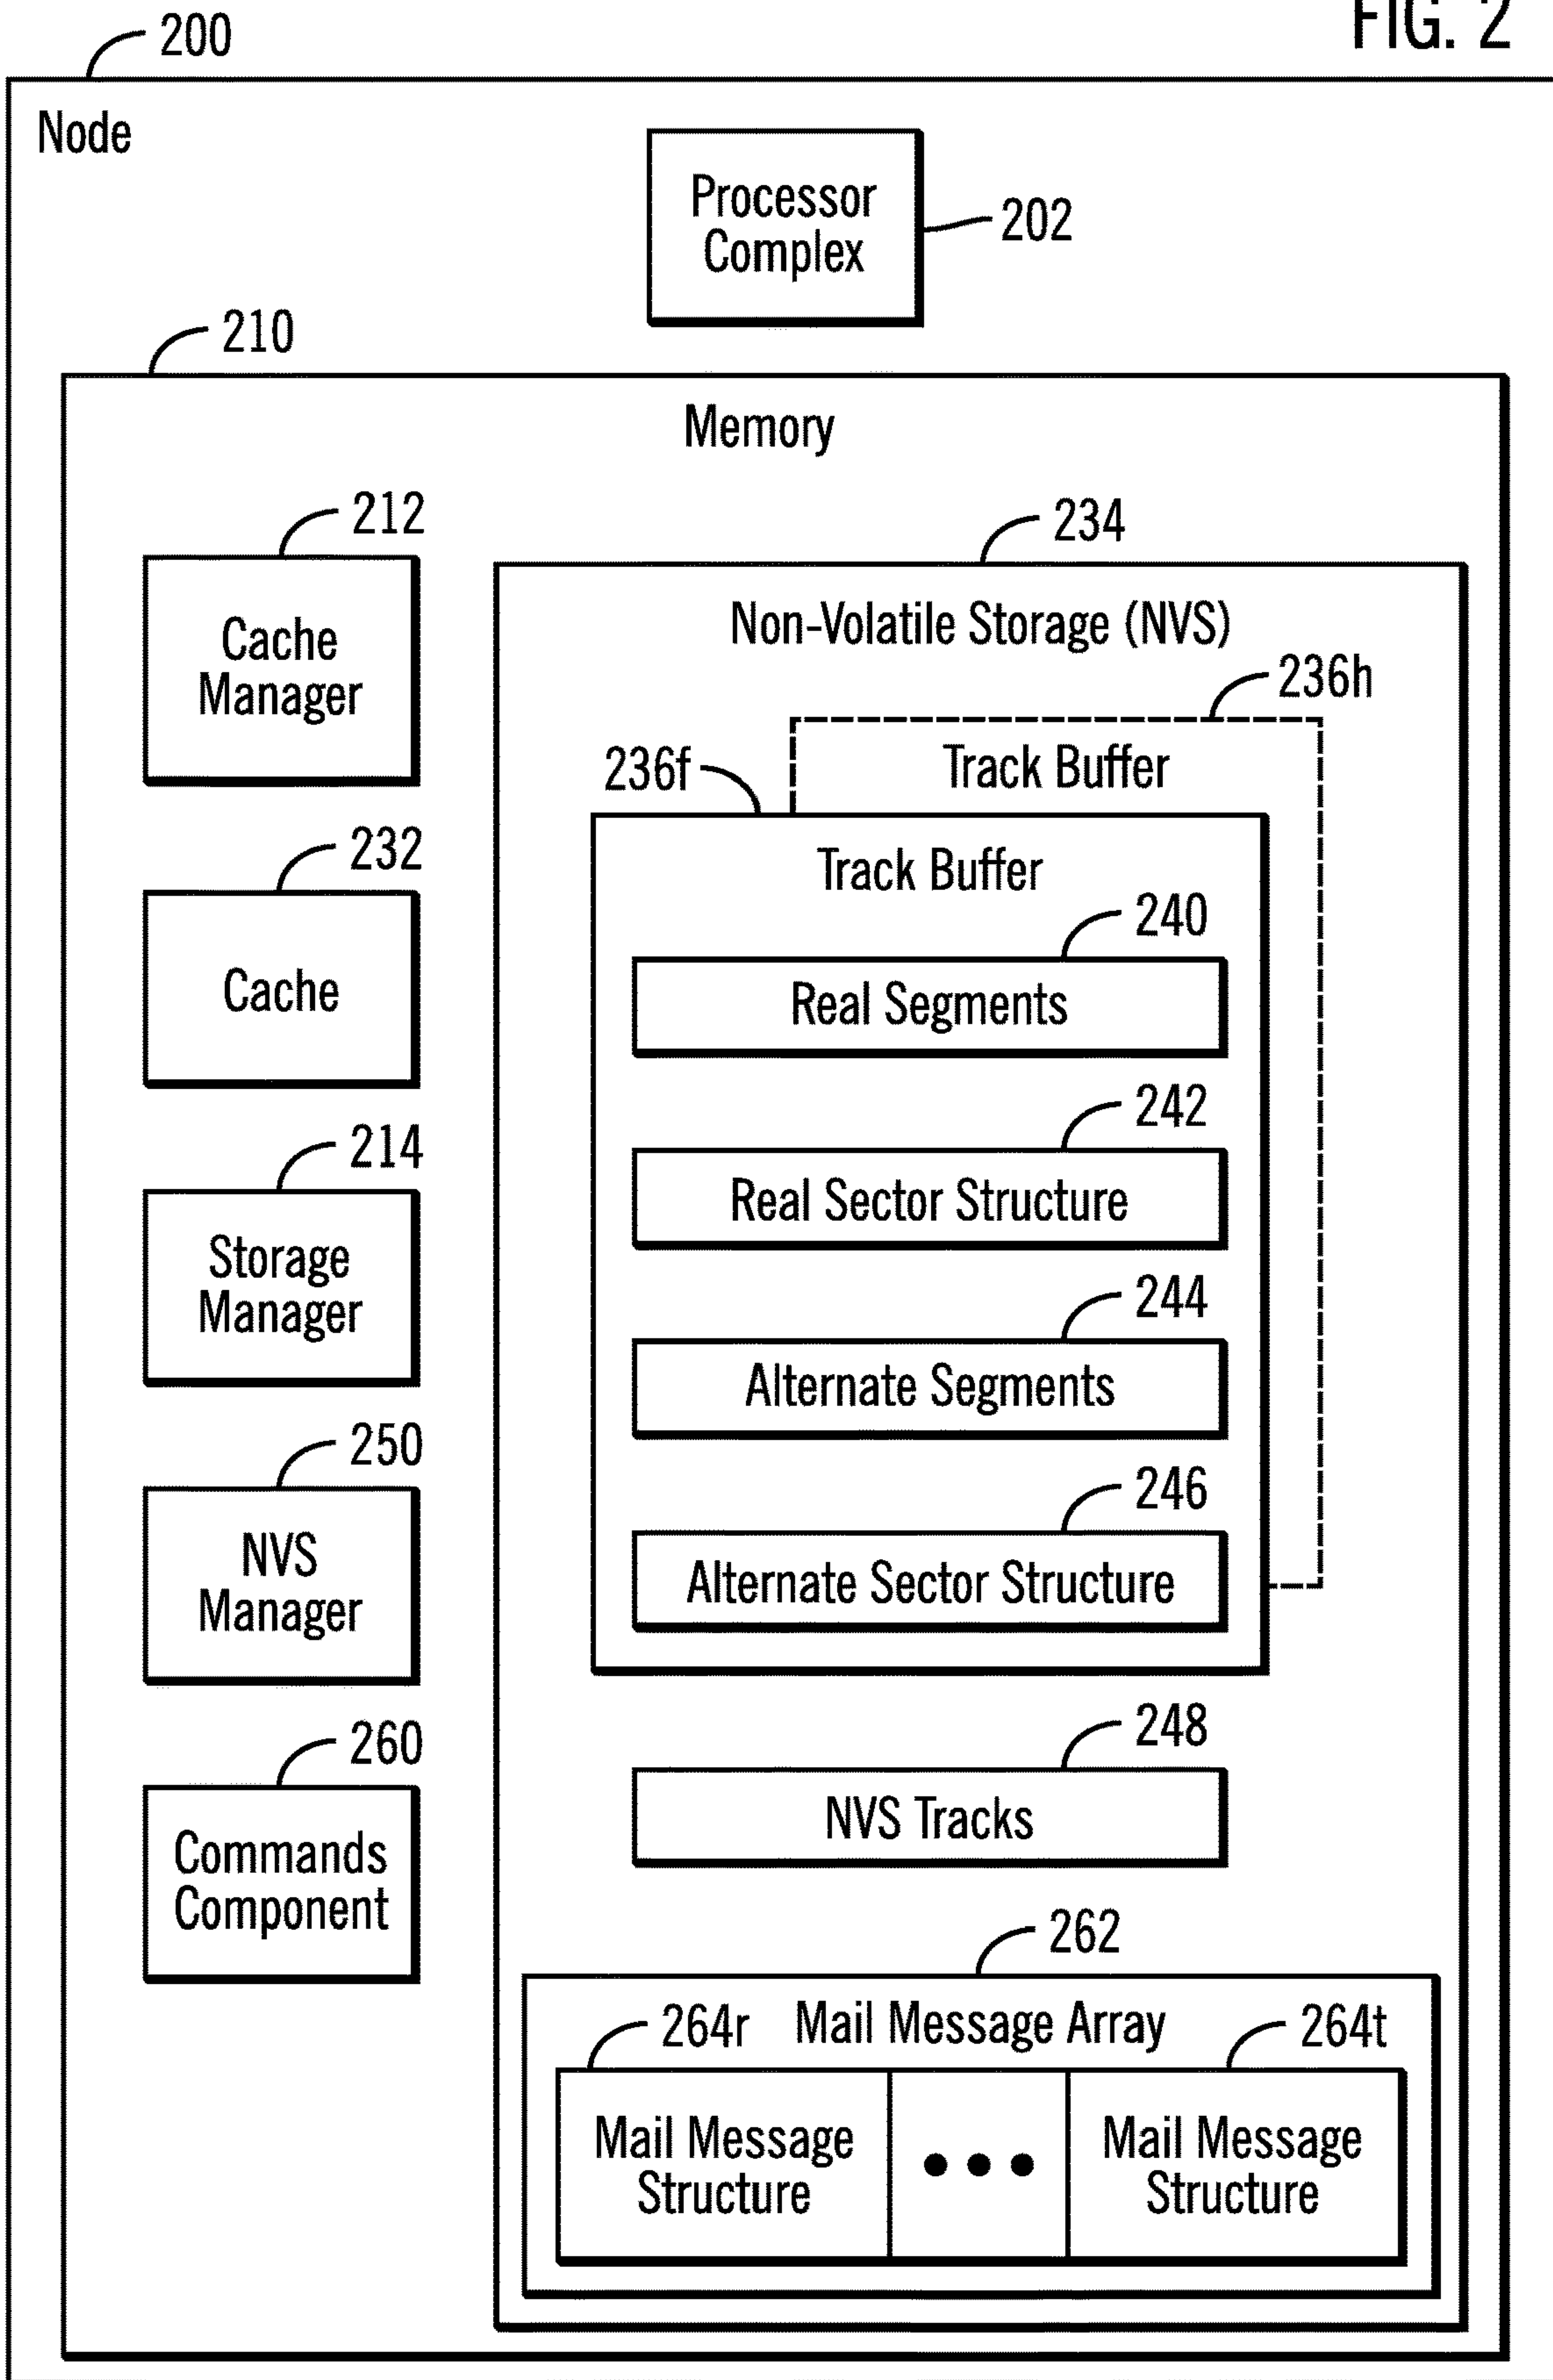 FIG. 2
200
Node
Processor
Complex
202
210
Memory
212
Cache
Manager
232
Cache
214
Storage
Manager
250
NVS
Manager
260
Commands
Component
234
Non-Volatile Storage (NVS)
236h
Track Buffer
236f
Track Buffer
240
Real Segments
242
Real Sector Structure
244
Alternate Segments
246
Alternate Sector Structure
248
NVS Tracks
262
Mail Message Array
264r
264t
Mail Message
Structure
Mail Message
Structure